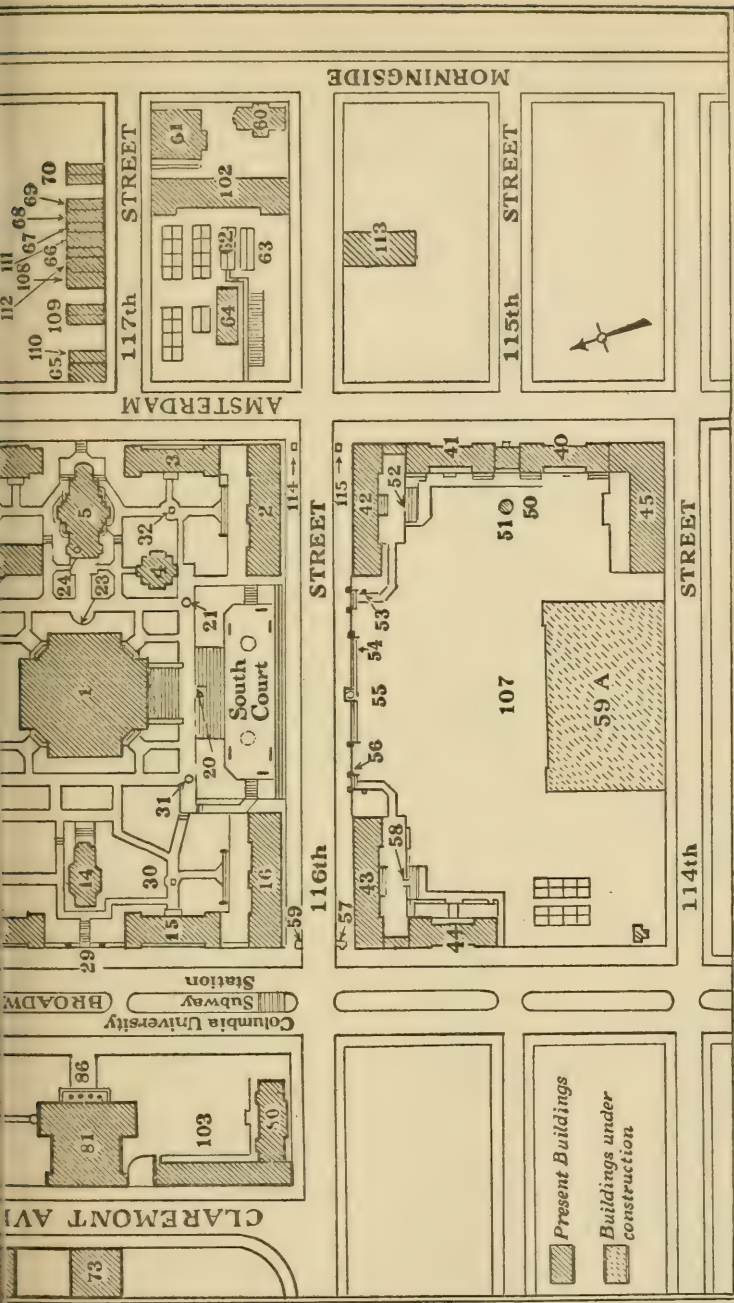 MORNINGSIDE
112
111
108
66
67
68
69
70
110
109
65
117th
STREET
61
60
102
62
63
64
113
115th
STREET
AMSTERDAM
5
3
24
23
32
4
2
114
1
21
South
Court
20
31
14
30
29
15
16
59
116th
STREET
115
42
52
41
40
51
50
45
53
54
55
56
107
59 A
58
43
57
44
114th
STREET
BROADW
Columbia University
Subway
Station
86
81
103
80
CLAREMONT AVE
73
Present Buildings
Buildings under
construction